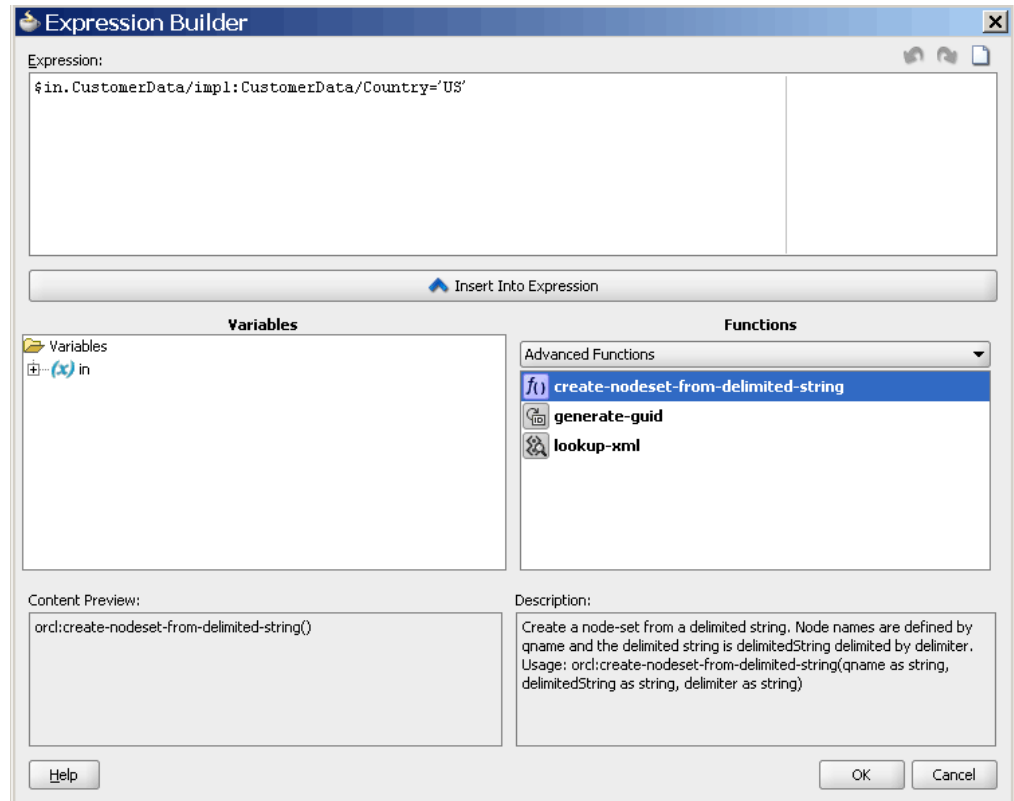 Expression Builder
Expression:
$in.CustomerData/impl:CustomerData/Country='US'
Insert Into Expression
Variables
Functions
Variables
(x) in
Advanced Functions
f() create-nodeset-from-delimited-string
generate-guid
lookup-xml
Content Preview:
Description:
orcl:create-nodeset-from-delimited-string()
Create a node-set from a delimited string. Node names are defined by
qname and the delimited string is delimitedString delimited by delimiter.
Usage: orcl:create-nodeset-from-delimited-string(qname as string,
delimitedString as string, delimiter as string)
Help
OK
Cancel